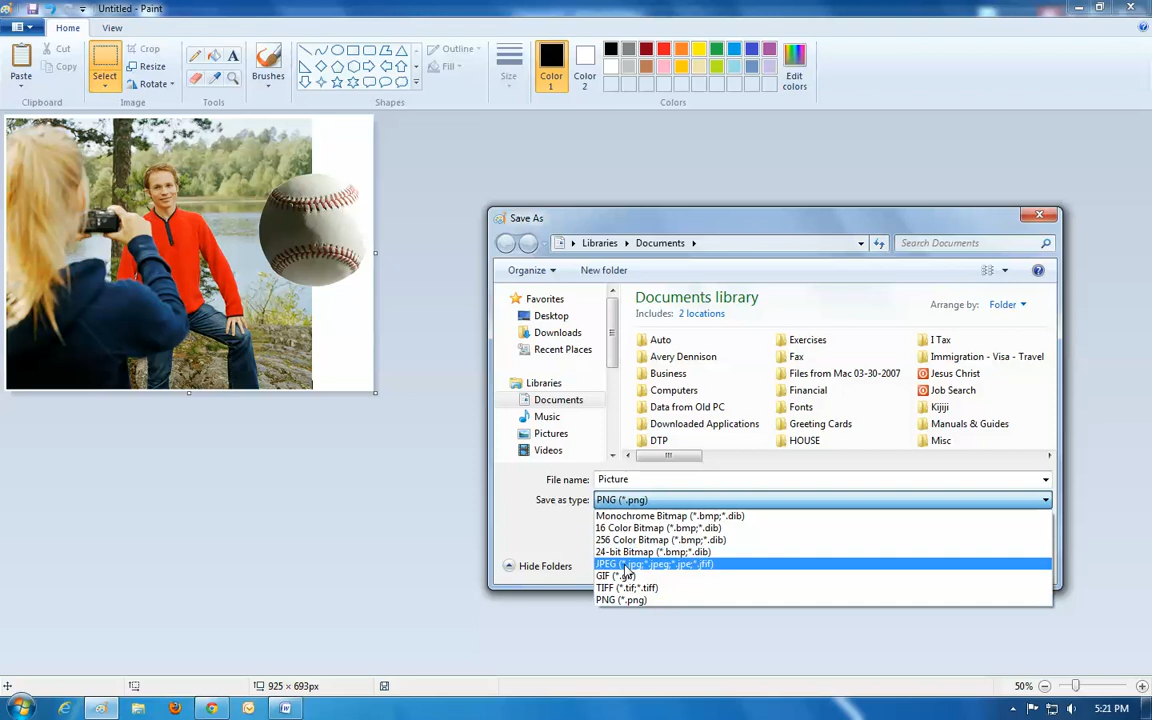 Untitled - Paint
Home View
Paste
Cut
Copy
Clipboard
Select
Crop
Resize
Rotate
Image
Tools
Brushes
Outline
Fill
Shapes
Size
Color 1
Color 2
Edit colors
Colors
Save As
Libraries Documents
Search Documents
Organize New folder
Favorites
Desktop
Downloads
Recent Places
Libraries
Documents
Music
Pictures
Videos
Documents library
Includes: 2 locations
Arrange by: Folder
Auto Exercises I Tax
Avery Dennison Fax Immigration - Visa - Travel
Business Files from Mac 03-30-2007 Jesus Christ
Computers Financial Job Search
Data from Old PC Fonts Kijiji
Downloaded Applications Greeting Cards Manuals & Guides
DTP HOUSE Misc
File name: Picture
Save as type: PNG (*.png)
Monochrome Bitmap (*.bmp;*.dib)
16 Color Bitmap (*.bmp;*.dib)
256 Color Bitmap (*.bmp;*.dib)
24-bit Bitmap (*.bmp;*.dib)
JPEG (*.jpg;*.jpeg;*.jpe;*.jfif)
GIF (*.gif)
TIFF (*.tif;*.tiff)
PNG (*.png)
Hide Folders
925 × 693px
50%
5:21 PM